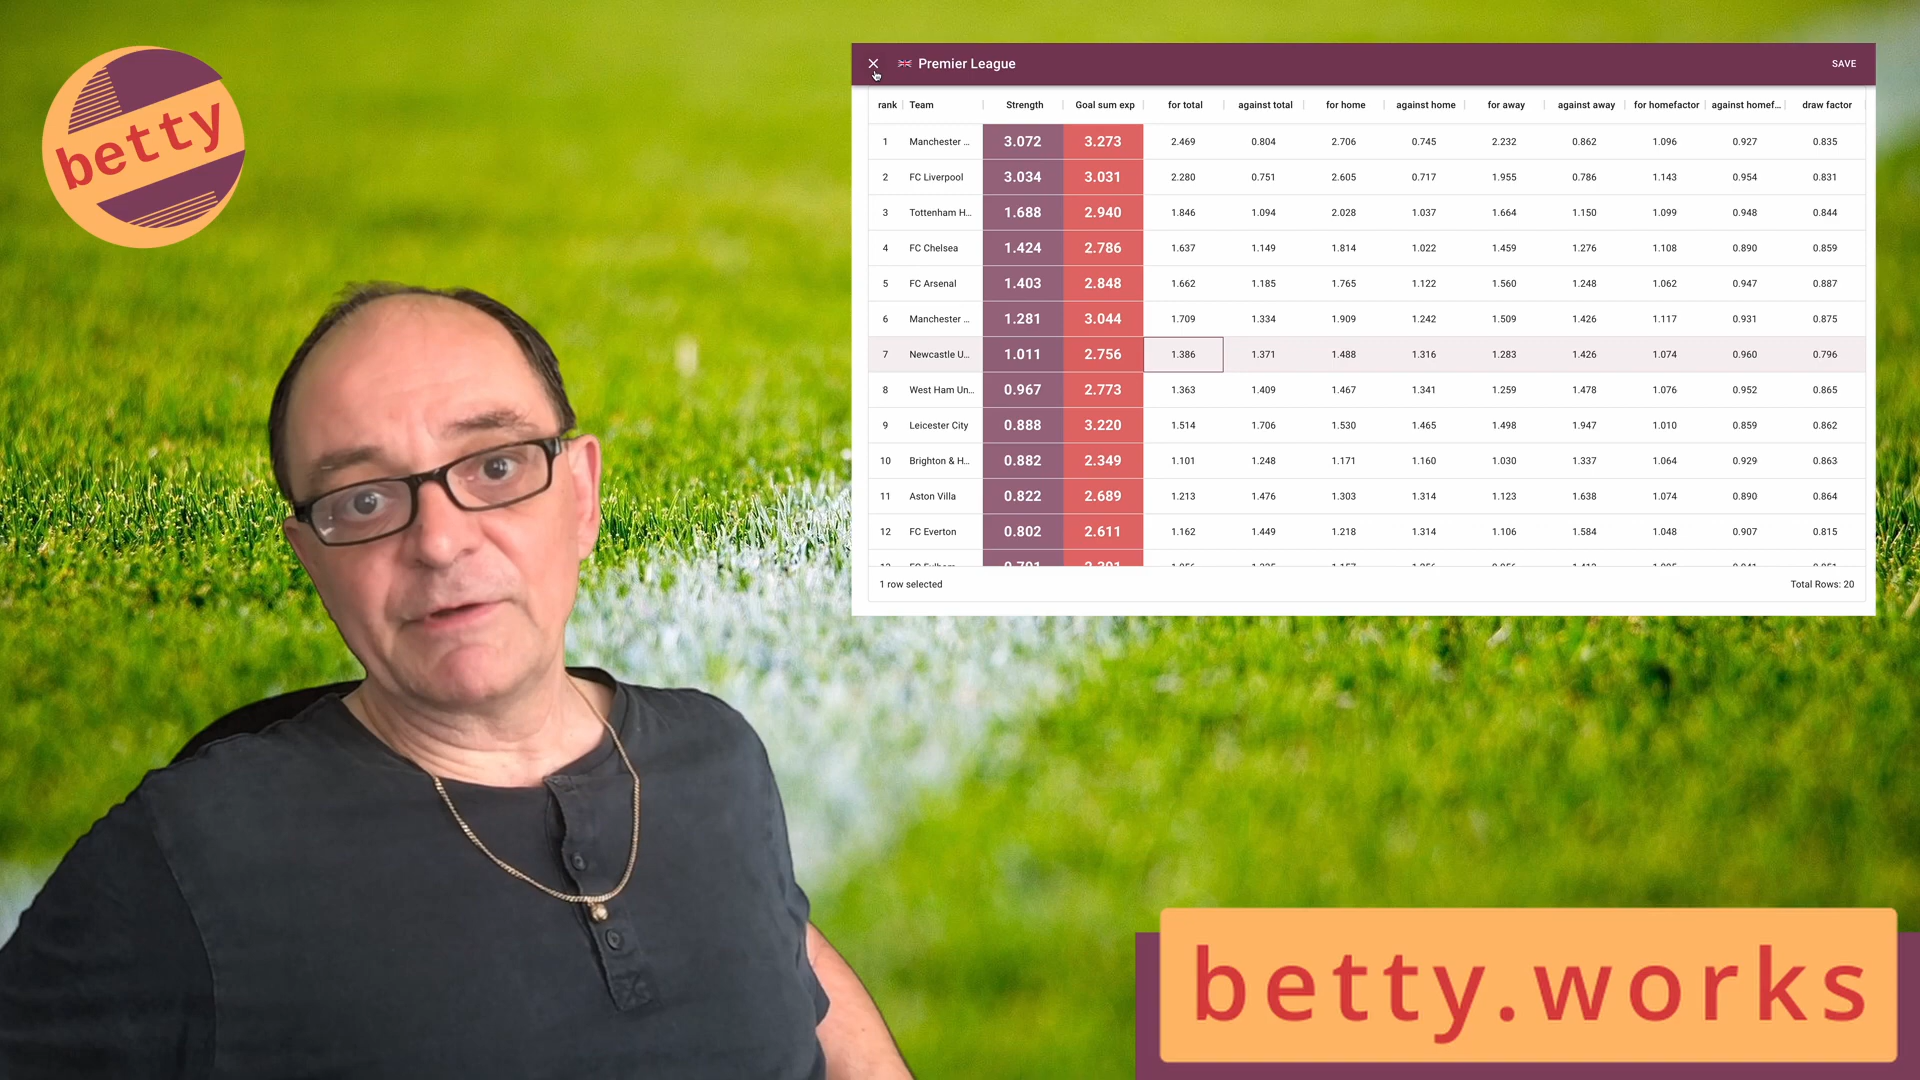 betty
Premier League SAVE
rank Team Strength Goal sum exp for total against total for home against home for away against away for homefactor against homef... draw factor
1 Manchester ... 3.072 3.273 2.469 0.804 2.706 0.745 2.232 0.862 1.096 0.927 0.835
2 FC Liverpool 3.034 3.031 2.280 0.751 2.605 0.717 1.955 0.786 1.143 0.954 0.831
3 Tottenham H... 1.688 2.940 1.846 1.094 2.028 1.037 1.664 1.150 1.099 0.948 0.844
4 FC Chelsea 1.424 2.786 1.637 1.149 1.814 1.022 1.459 1.276 1.108 0.890 0.859
5 FC Arsenal 1.403 2.848 1.662 1.185 1.765 1.122 1.560 1.248 1.062 0.947 0.887
6 Manchester ... 1.281 3.044 1.709 1.334 1.909 1.242 1.509 1.426 1.117 0.931 0.875
7 Newcastle U... 1.011 2.756 1.386 1.371 1.488 1.316 1.283 1.426 1.074 0.960 0.796
8 West Ham Un... 0.967 2.773 1.363 1.409 1.467 1.341 1.259 1.478 1.076 0.952 0.865
9 Leicester City 0.888 3.220 1.514 1.706 1.530 1.465 1.498 1.947 1.010 0.859 0.862
10 Brighton & H... 0.882 2.349 1.101 1.248 1.171 1.160 1.030 1.337 1.064 0.929 0.863
11 Aston Villa 0.822 2.689 1.213 1.476 1.303 1.314 1.123 1.638 1.074 0.890 0.864
12 FC Everton 0.802 2.611 1.162 1.449 1.218 1.314 1.106 1.584 1.048 0.907 0.815
1 row selected Total Rows: 20
betty.works